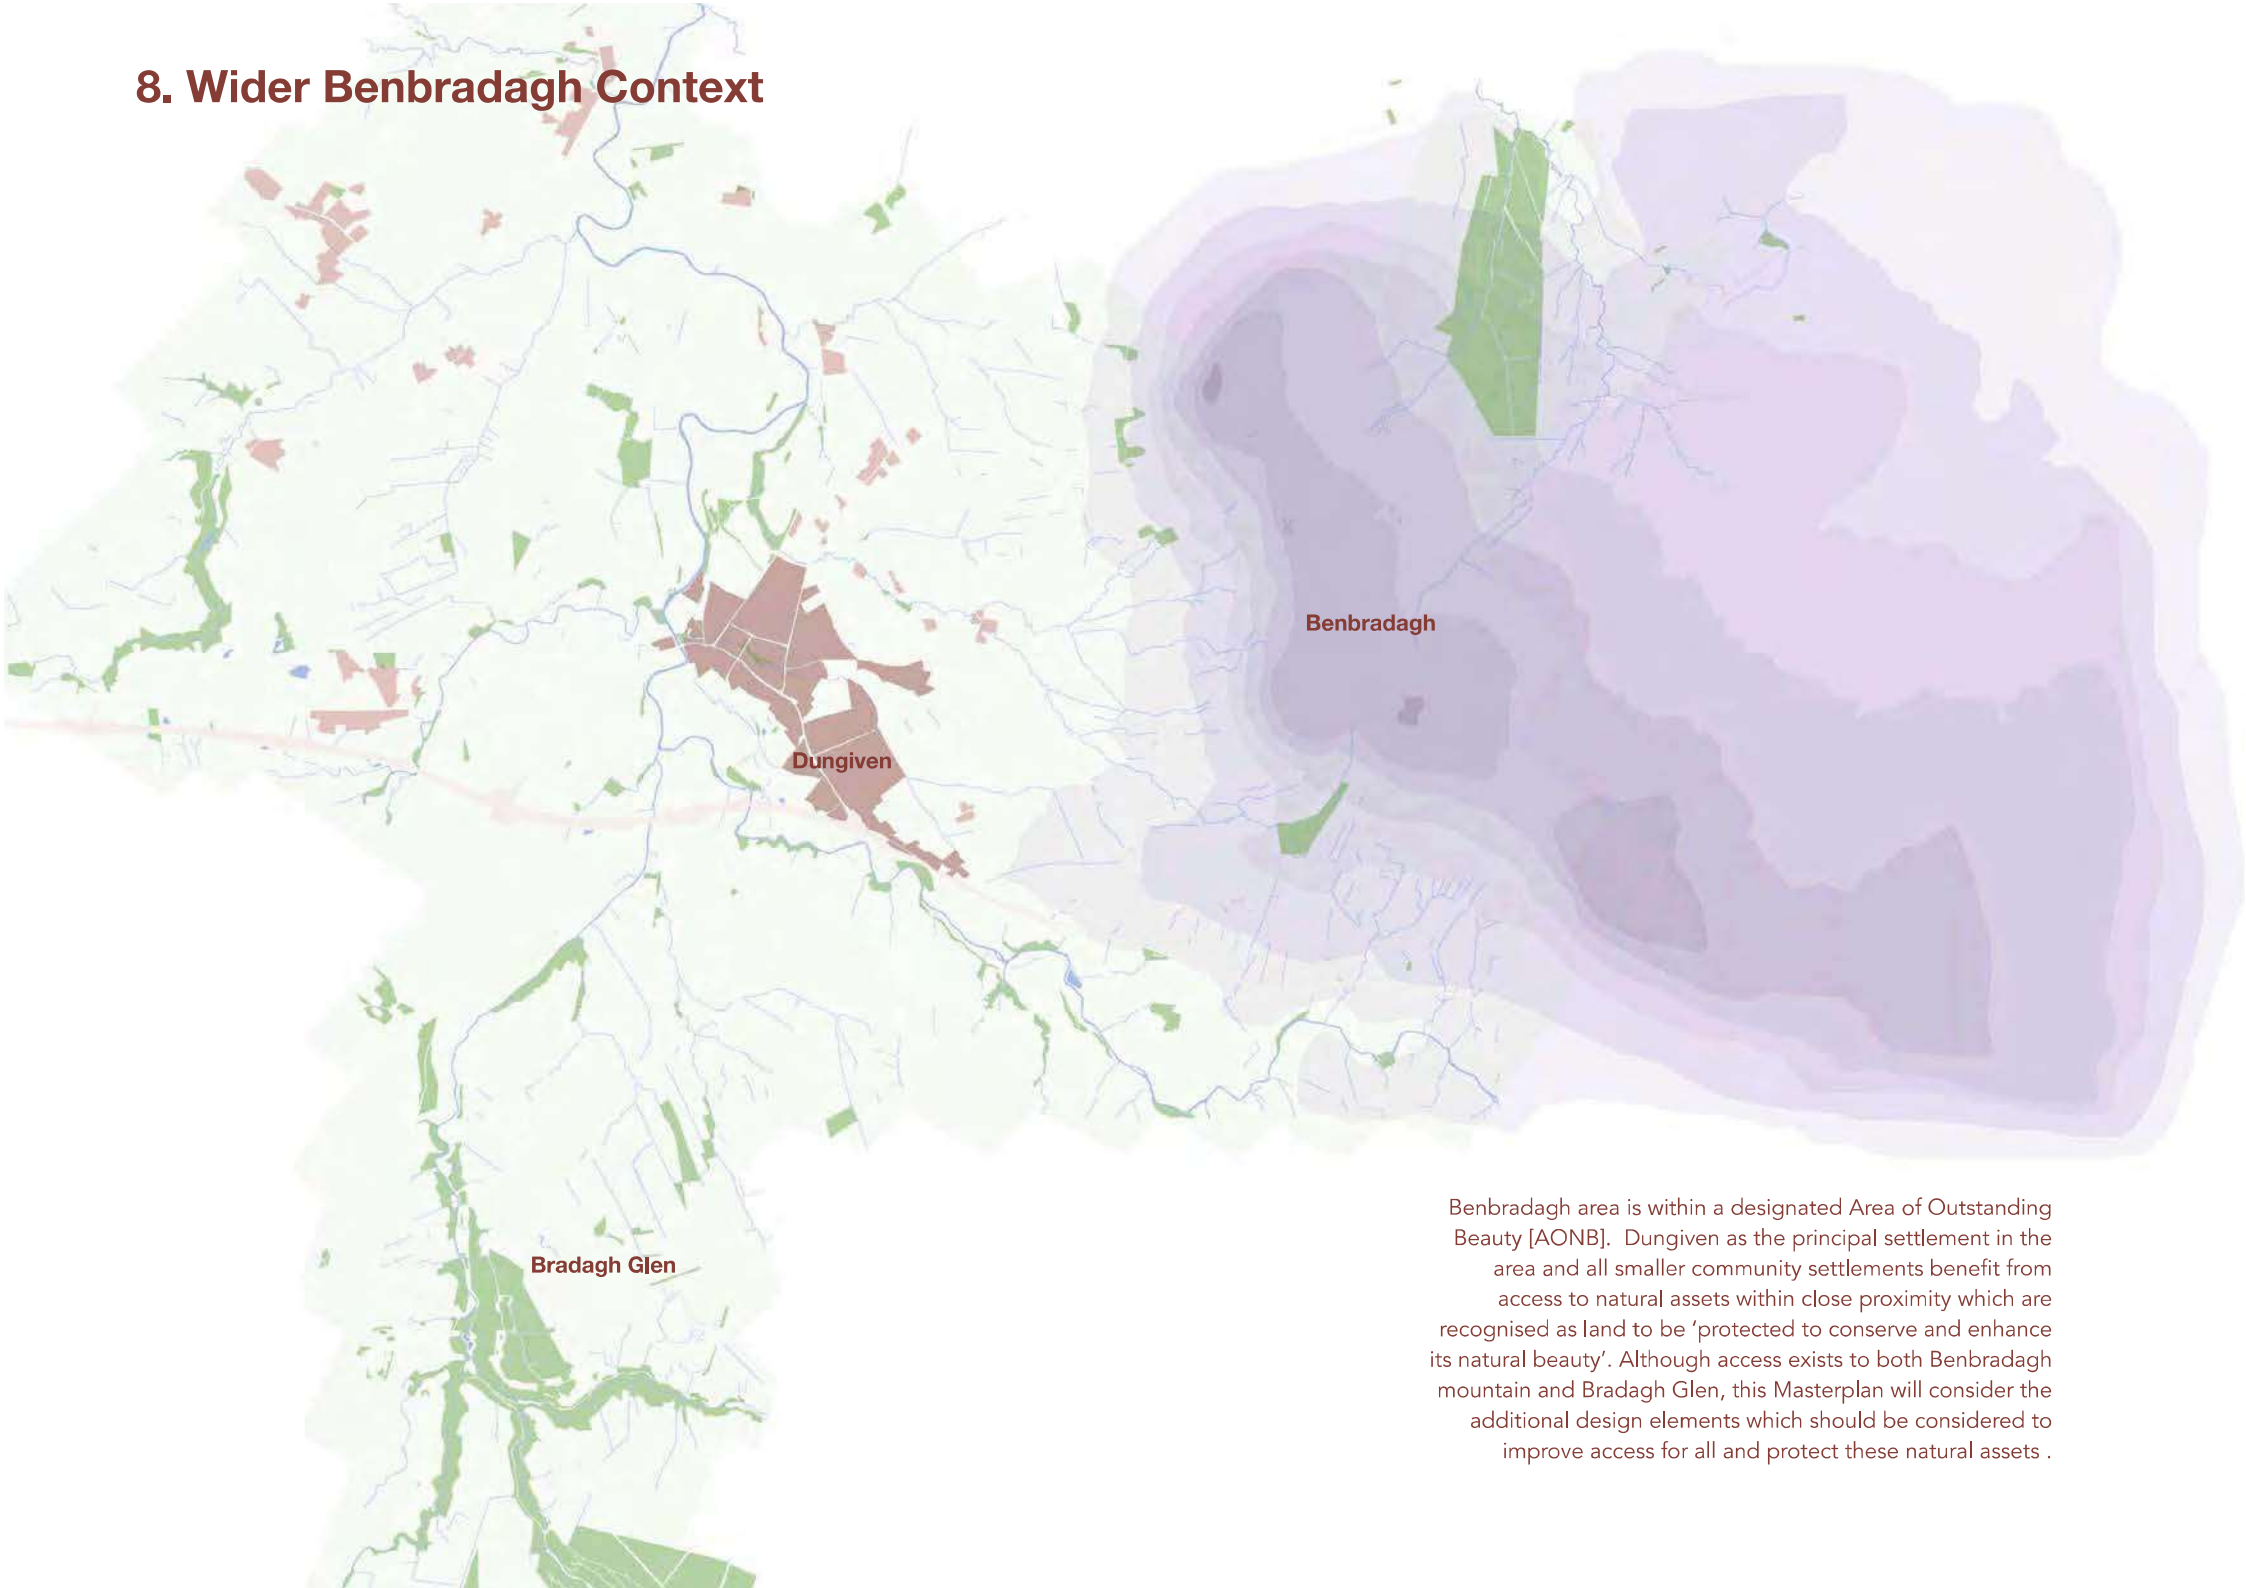 8. Wider Benbradagh Context
Benbradagh
Dungiven
Bradagh Glen
Benbradagh area is within a designated Area of Outstanding
Beauty [AONB].  Dungiven as the principal settlement in the
area and all smaller community settlements benefit from
access to natural assets within close proximity which are
recognised as land to be ‘protected to conserve and enhance
its natural beauty’. Although access exists to both Benbradagh
mountain and Bradagh Glen, this Masterplan will consider the
additional design elements which should be considered to
improve access for all and protect these natural assets .